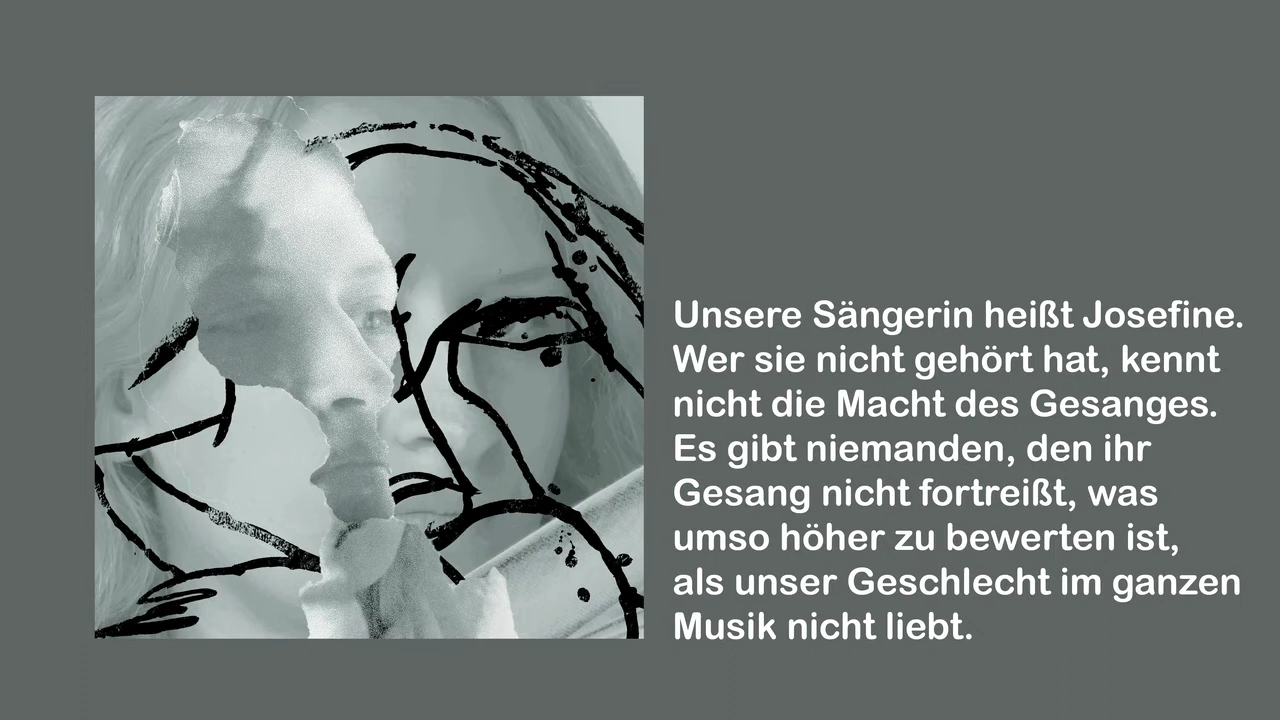 Unsere Sängerin heißt Josefine.
Wer sie nicht gehört hat, kennt
nicht die Macht des Gesanges.
Es gibt niemanden, den ihr
Gesang nicht fortreißt, was
umso höher zu bewerten ist,
als unser Geschlecht im ganzen
Musik nicht liebt.